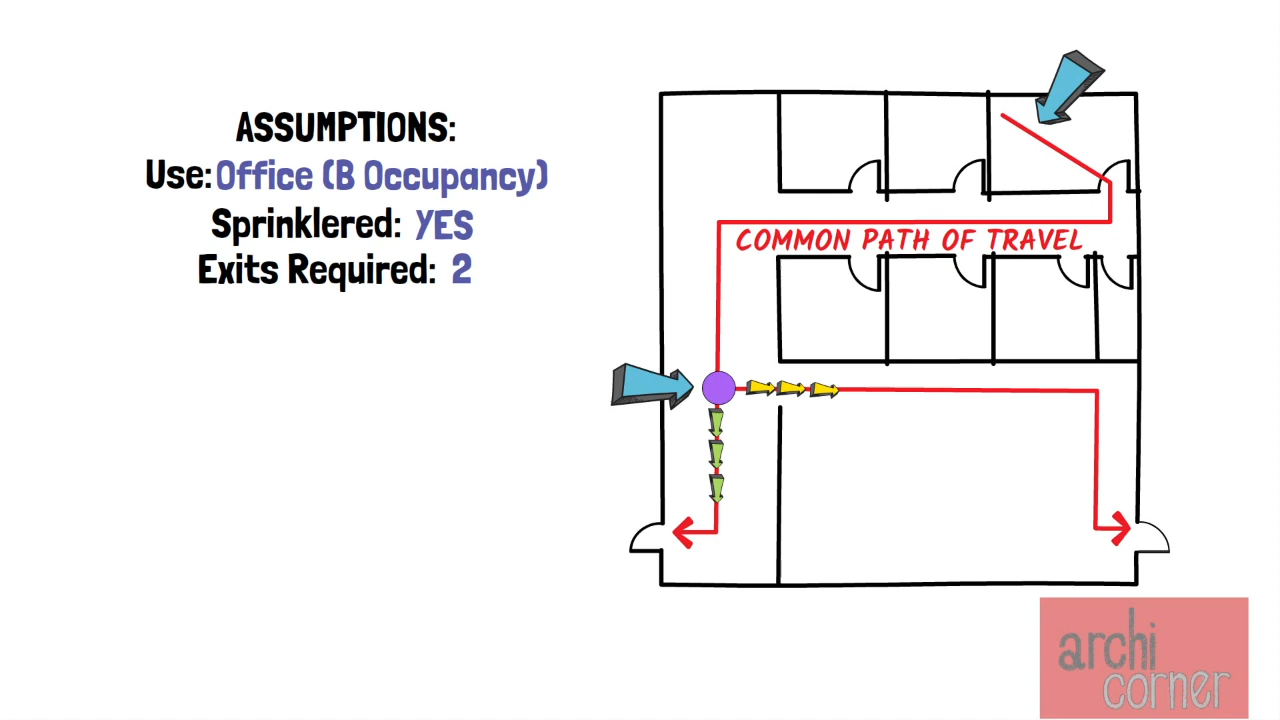 ASSUMPTIONS:
Use: Office (B Occupancy)
Sprinklered: YES
Exits Required: 2
COMMON PATH OF TRAVEL
archi
corner